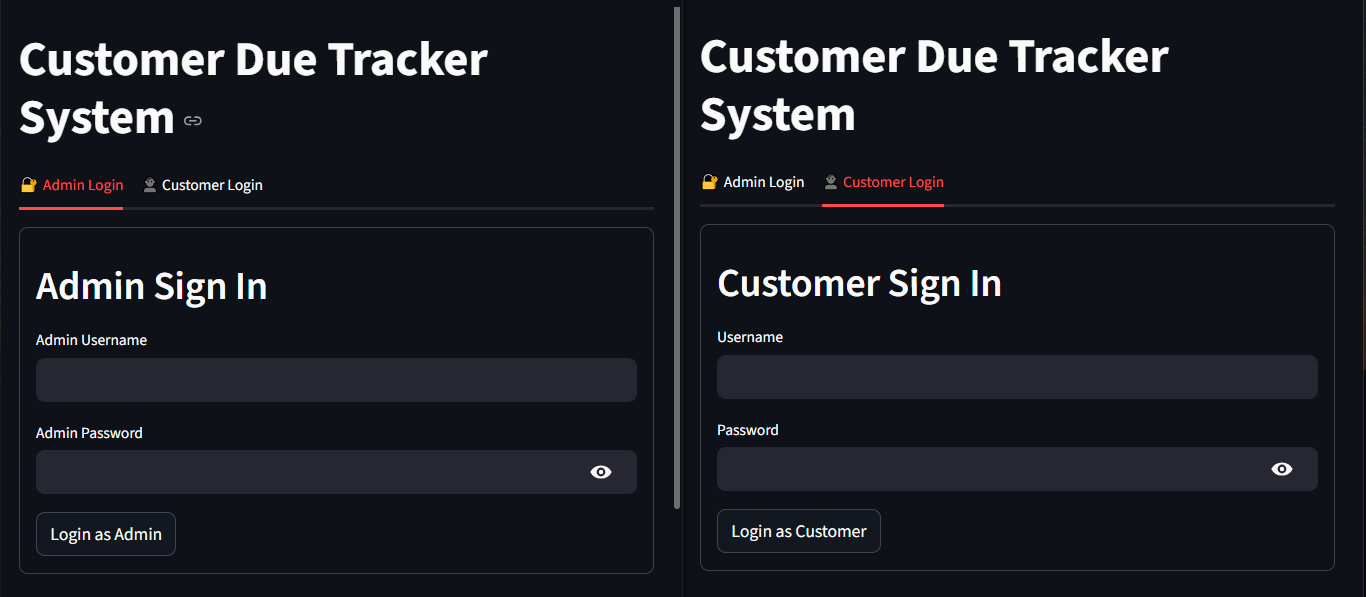 Customer Due Tracker
System
Admin Login Customer Login
Admin Sign In
Admin Username
Admin Password
Login as Admin
Customer Due Tracker
System
Admin Login Customer Login
Customer Sign In
Username
Password
Login as Customer